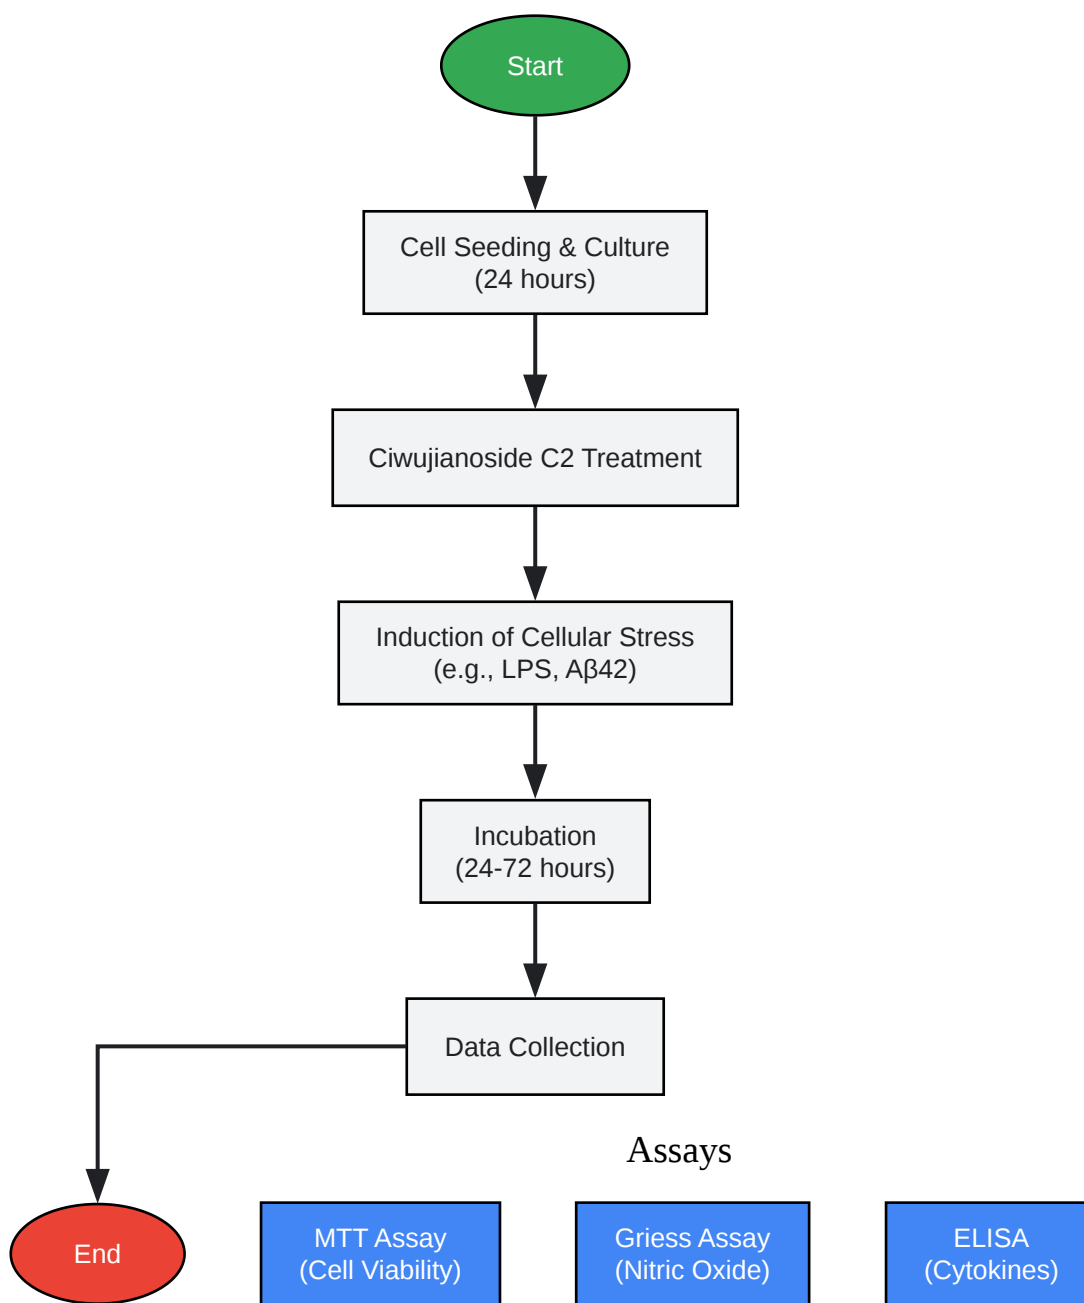 Start
Cell Seeding & Culture
(24 hours)
Ciwujianoside C2 Treatment
Induction of Cellular Stress
(e.g., LPS, Aβ42)
Incubation
(24-72 hours)
Data Collection
Assays
End
MTT Assay
(Cell Viability)
Griess Assay
(Nitric Oxide)
ELISA
(Cytokines)